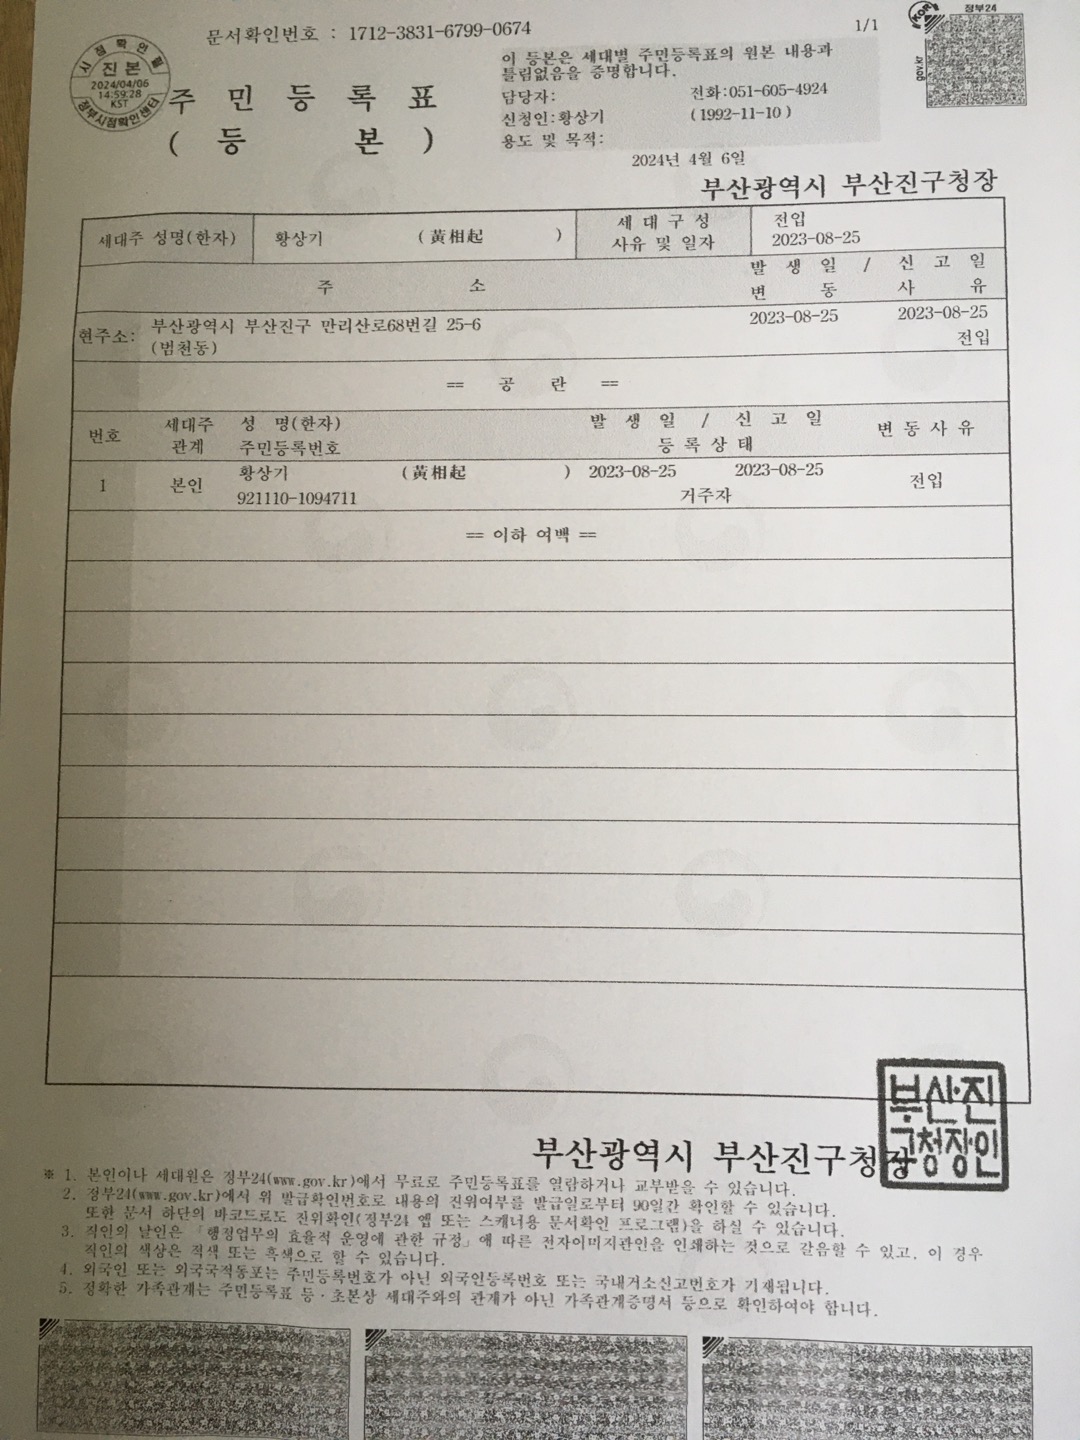 문서확인번호 : 1712-3831-6799-0674
1/1
정부24
KOR
gov.kr
시점확인필
진본
2024/04/06
14:59:28
KST
정부시점확인센터
주 민 등 록 표
( 등 본 )
이 등본은 세대별 주민등록표의 원본 내용과
틀림없음을 증명합니다.
담당자: 전화:051-605-4924
신청인:황상기 (1992-11-10 )
용도 및 목적:
2024년 4월 6일
부산광역시 부산진구청장
세대주 성명(한자) 황상기 ( 黃相起 ) 세 대 구 성 전입
사유 및 일자 2023-08-25
주 소 발 생 일 / 신 고 일
변 동 사 유
현주소: 부산광역시 부산진구 만리산로68번길 25-6 2023-08-25 2023-08-25
(범천동) 전입
== 공 란 ==
번호 세대주 성 명(한자) 발 생 일 / 신 고 일 변 동 사 유
관계 주민등록번호 등 록 상 태
1 본인 황상기 ( 黃相起 ) 2023-08-25 2023-08-25 전입
921110-1094711 거주자
== 이하 여백 ==
부산광역시 부산진구청장
부산진
구청장인
※ 1. 본인이나 세대원은 정부24(www.gov.kr)에서 무료로 주민등록표를 열람하거나 교부받을 수 있습니다.
2. 정부24(www.gov.kr)에서 위 발급확인번호로 내용의 진위여부를 발급일로부터 90일간 확인할 수 있습니다.
또한 문서 하단의 바코드로도 진위확인(정부24 앱 또는 스캐너용 문서확인 프로그램)을 하실 수 있습니다.
3. 직인의 날인은 「행정업무의 효율적 운영에 관한 규정」에 따른 전자이미지관인을 인쇄하는 것으로 갈음할 수 있고. 이 경우
직인의 색상은 적색 또는 흑색으로 할 수 있습니다.
4. 외국인 또는 외국국적동포는 주민등록번호가 아닌 외국인등록번호 또는 국내거소신고번호가 기재됩니다.
5. 정확한 가족관계는 주민등록표 등·초본상 세대주와의 관계가 아닌 가족관계증명서 등으로 확인하여야 합니다.